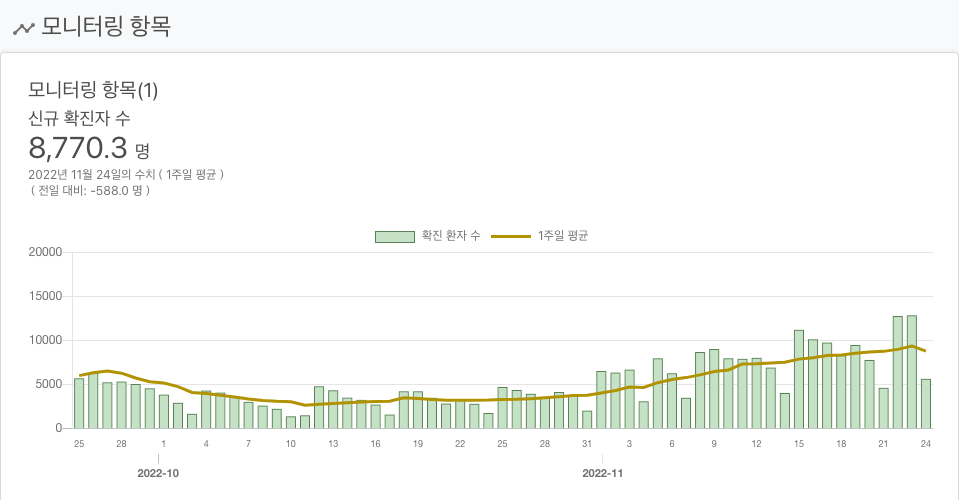 모니터링 항목
모니터링 항목(1)
신규 확진자 수
8,770.3 명
2022년 11월 24일의 수치 ( 1주일 평균 )
( 전일 대비: -588.0 명 )
확진 환자 수 1주일 평균
20000
15000
10000
5000
0
25 28 1 4 7 10 13 16 19 22 25 28 31 3 6 9 12 15 18 21 24
2022-10 2022-11